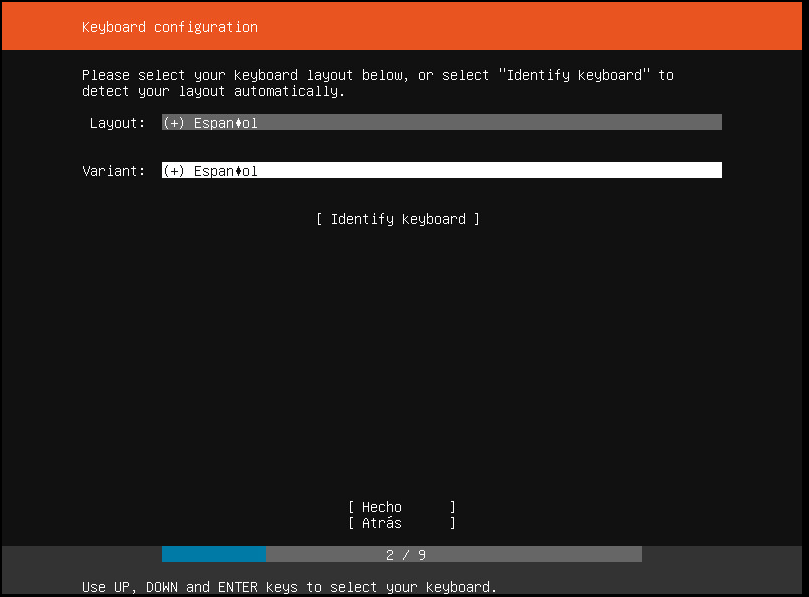 Keyboard configuration
Please select your keyboard layout below, or select "Identify keyboard" to
detect your layout automatically.
Layout: (+) Espan♦ol
Variant: (+) Espan♦ol
[ Identify keyboard ]
[ Hecho ]
[ Atrás ]
2 / 9
Use UP, DOWN and ENTER keys to select your keyboard.